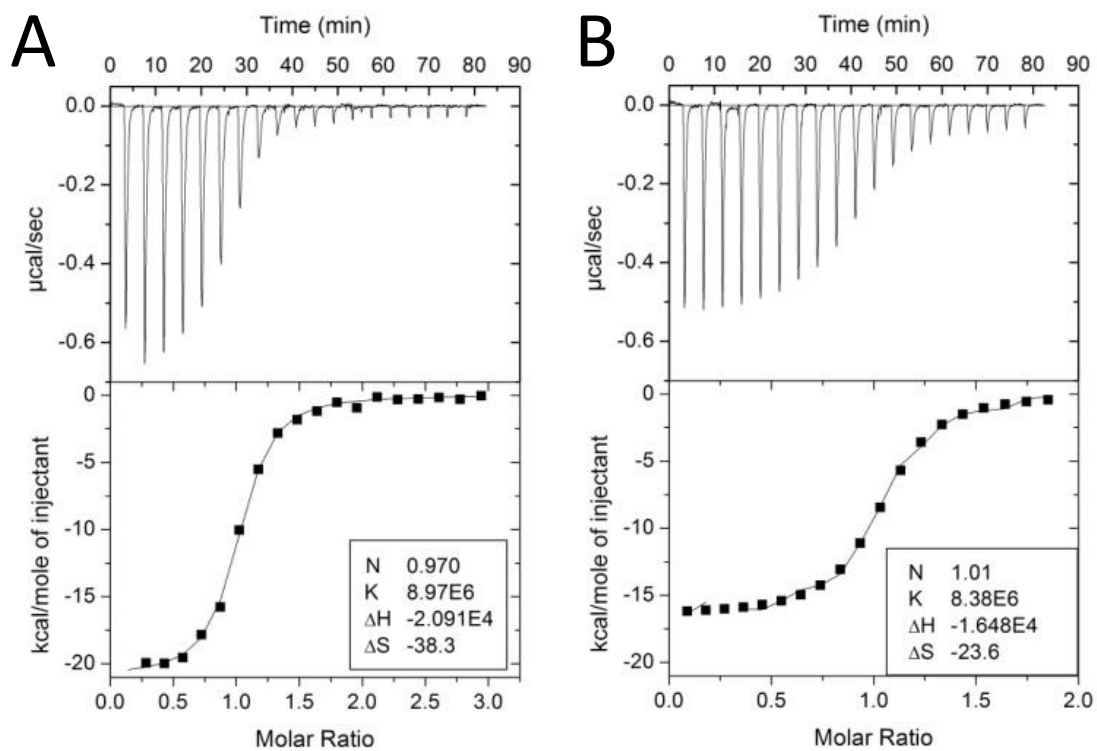 A
Time (min)
0 10 20 30 40 50 60 70 80 90
0.0
-0.2
-0.4
-0.6
µcal/sec
0
-5
-10
-15
-20
kcal/mole of injectant
N 0.970
K 8.97E6
ΔH -2.091E4
ΔS -38.3
0.0 0.5 1.0 1.5 2.0 2.5 3.0
Molar Ratio
B
Time (min)
0 10 20 30 40 50 60 70 80 90
0.0
-0.2
-0.4
-0.6
µcal/sec
0
-5
-10
-15
-20
kcal/mole of injectant
N 1.01
K 8.38E6
ΔH -1.648E4
ΔS -23.6
0.0 0.5 1.0 1.5 2.0
Molar Ratio